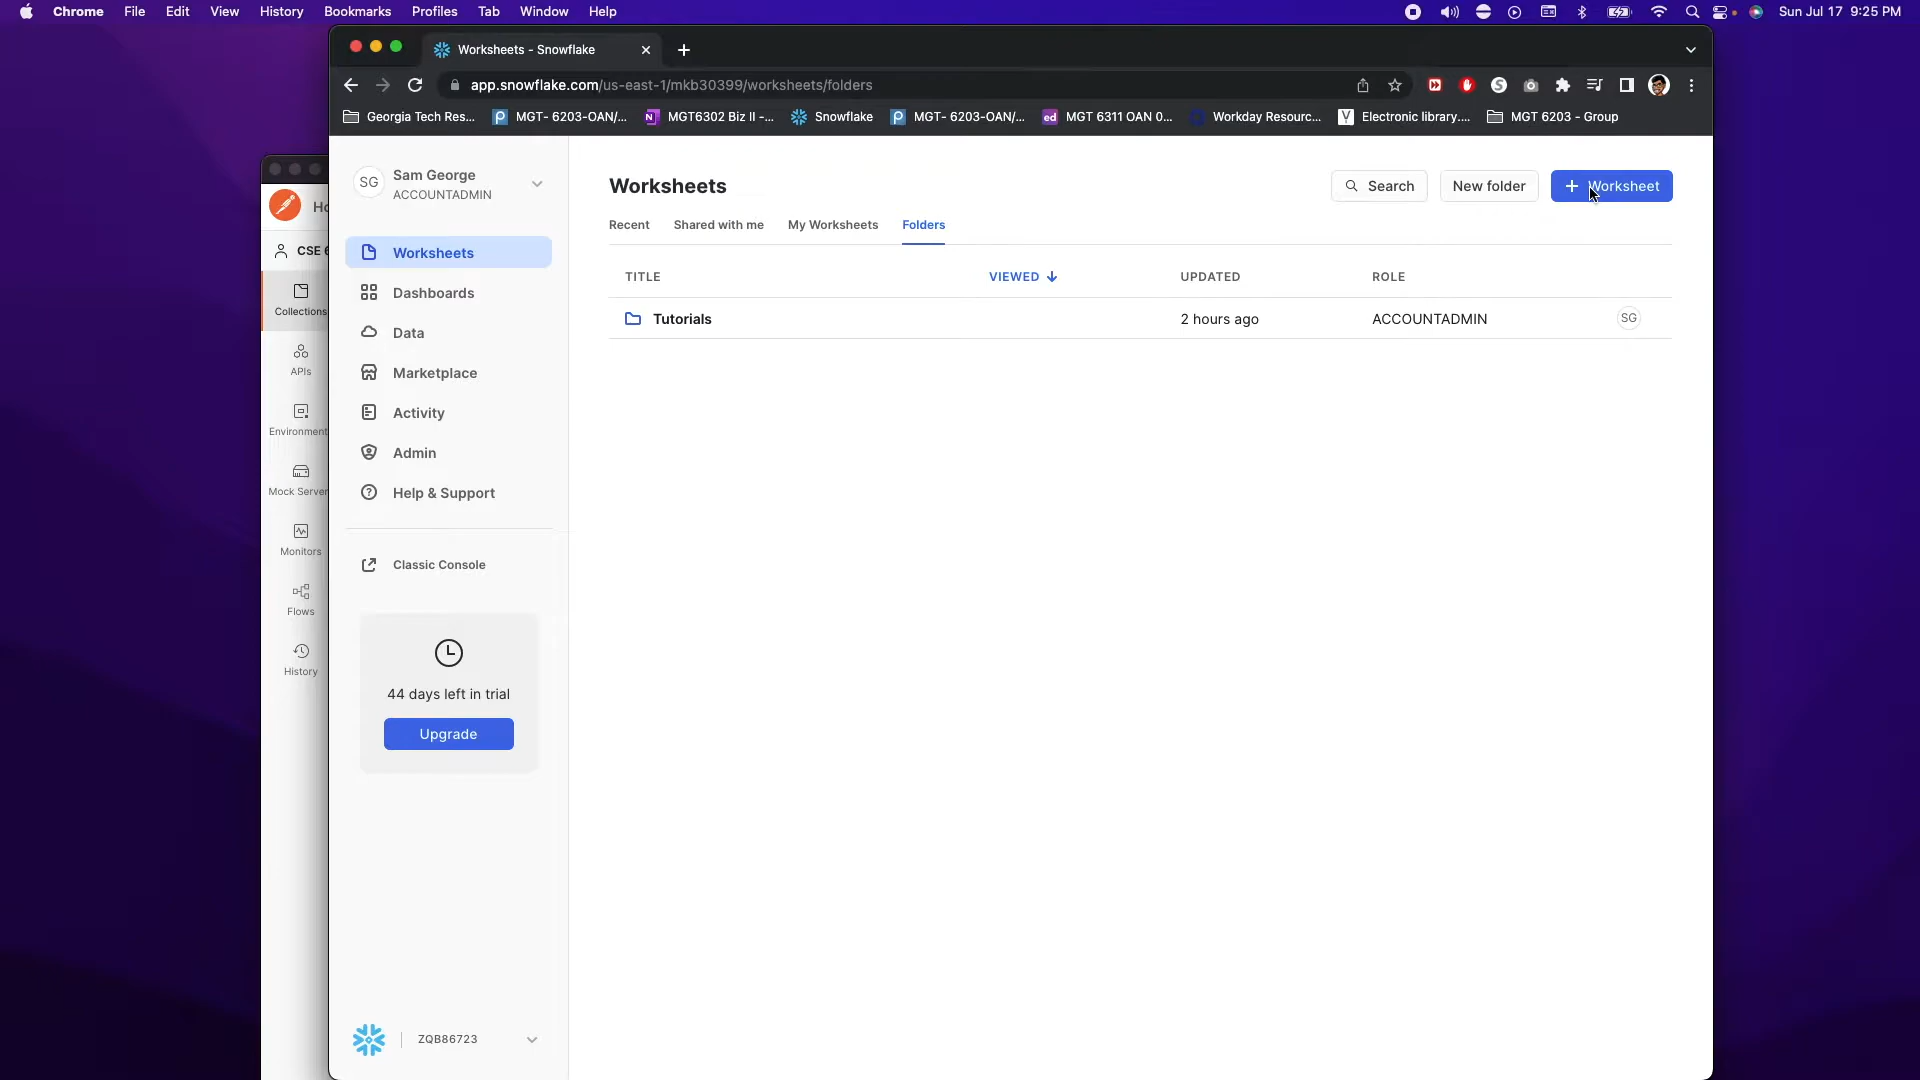 Chrome File Edit View History Bookmarks Profiles Tab Window Help Sun Jul 17 9:25 PM
Worksheets - Snowflake
app.snowflake.com/us-east-1/mkb30399/worksheets/folders
Georgia Tech Res... MGT- 6203-OAN/... MGT6302 Biz II -... Snowflake MGT- 6203-OAN/... ed MGT 6311 OAN 0... Workday Resourc... Electronic library.... MGT 6203 - Group
CSE 6
Collections
APIs
Environment
Mock Server
Monitors
Flows
History
SG Sam George
ACCOUNTADMIN
Worksheets
Dashboards
Data
Marketplace
Activity
Admin
Help & Support
Classic Console
44 days left in trial
Upgrade
ZQB86723
Worksheets Search New folder + Worksheet
Recent Shared with me My Worksheets Folders
TITLE VIEWED UPDATED ROLE
Tutorials 2 hours ago ACCOUNTADMIN SG